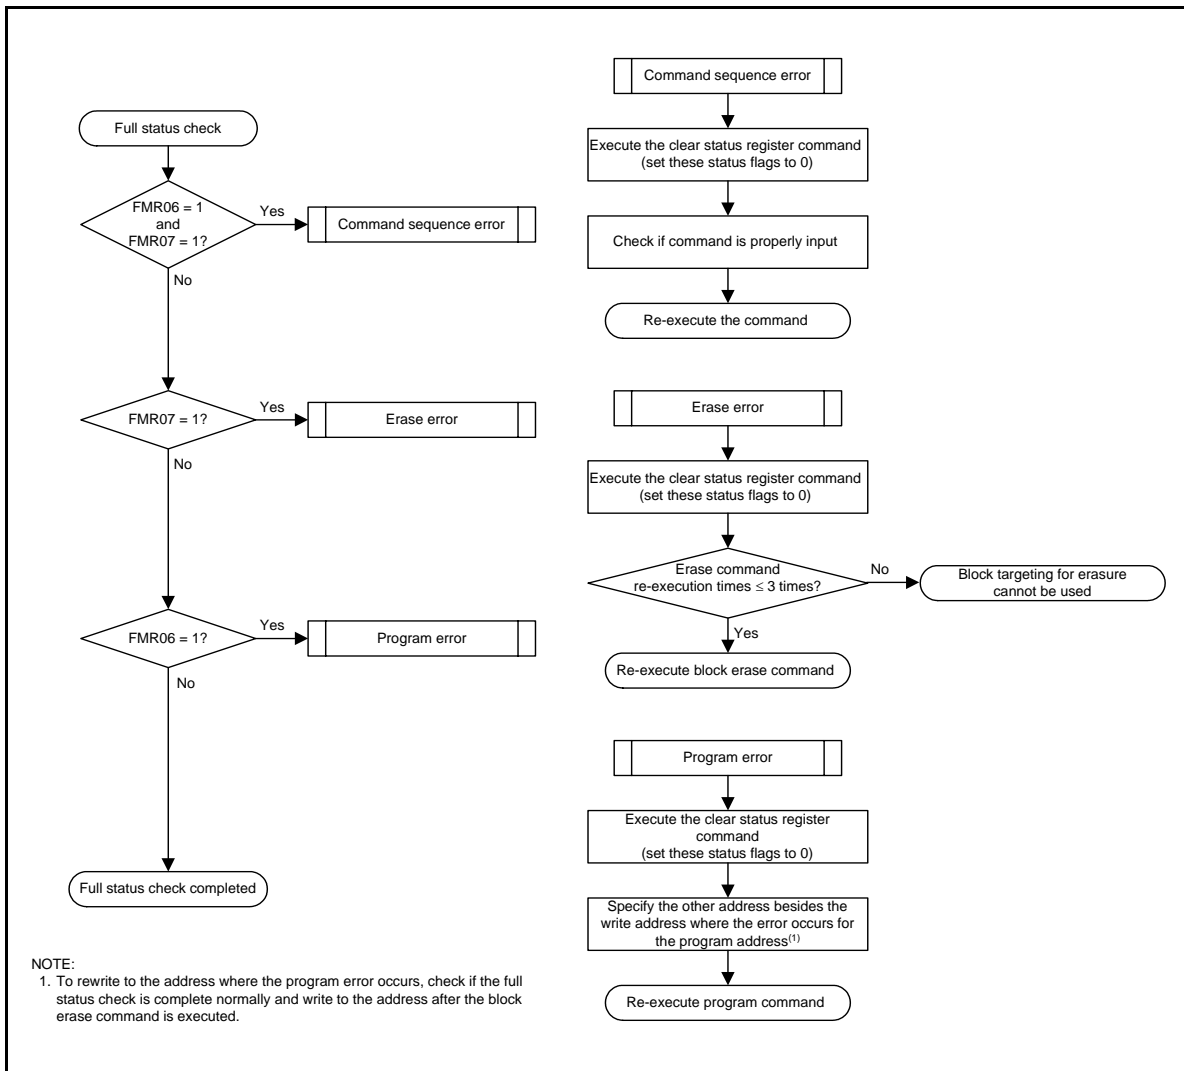 Full status check
FMR06 = 1
and
FMR07 = 1?
Yes
Command sequence error
No
FMR07 = 1?
Yes
Erase error
No
FMR06 = 1?
Yes
Program error
No
Full status check completed
NOTE:
1. To rewrite to the address where the program error occurs, check if the full
status check is complete normally and write to the address after the block
erase command is executed.
Command sequence error
Execute the clear status register command
(set these status flags to 0)
Check if command is properly input
Re-execute the command
Erase error
Execute the clear status register command
(set these status flags to 0)
Erase command
re-execution times ≤ 3 times?
No
Block targeting for erasure
cannot be used
Yes
Re-execute block erase command
Program error
Execute the clear status register
command
(set these status flags to 0)
Specify the other address besides the
write address where the error occurs for
the program address(1)
Re-execute program command